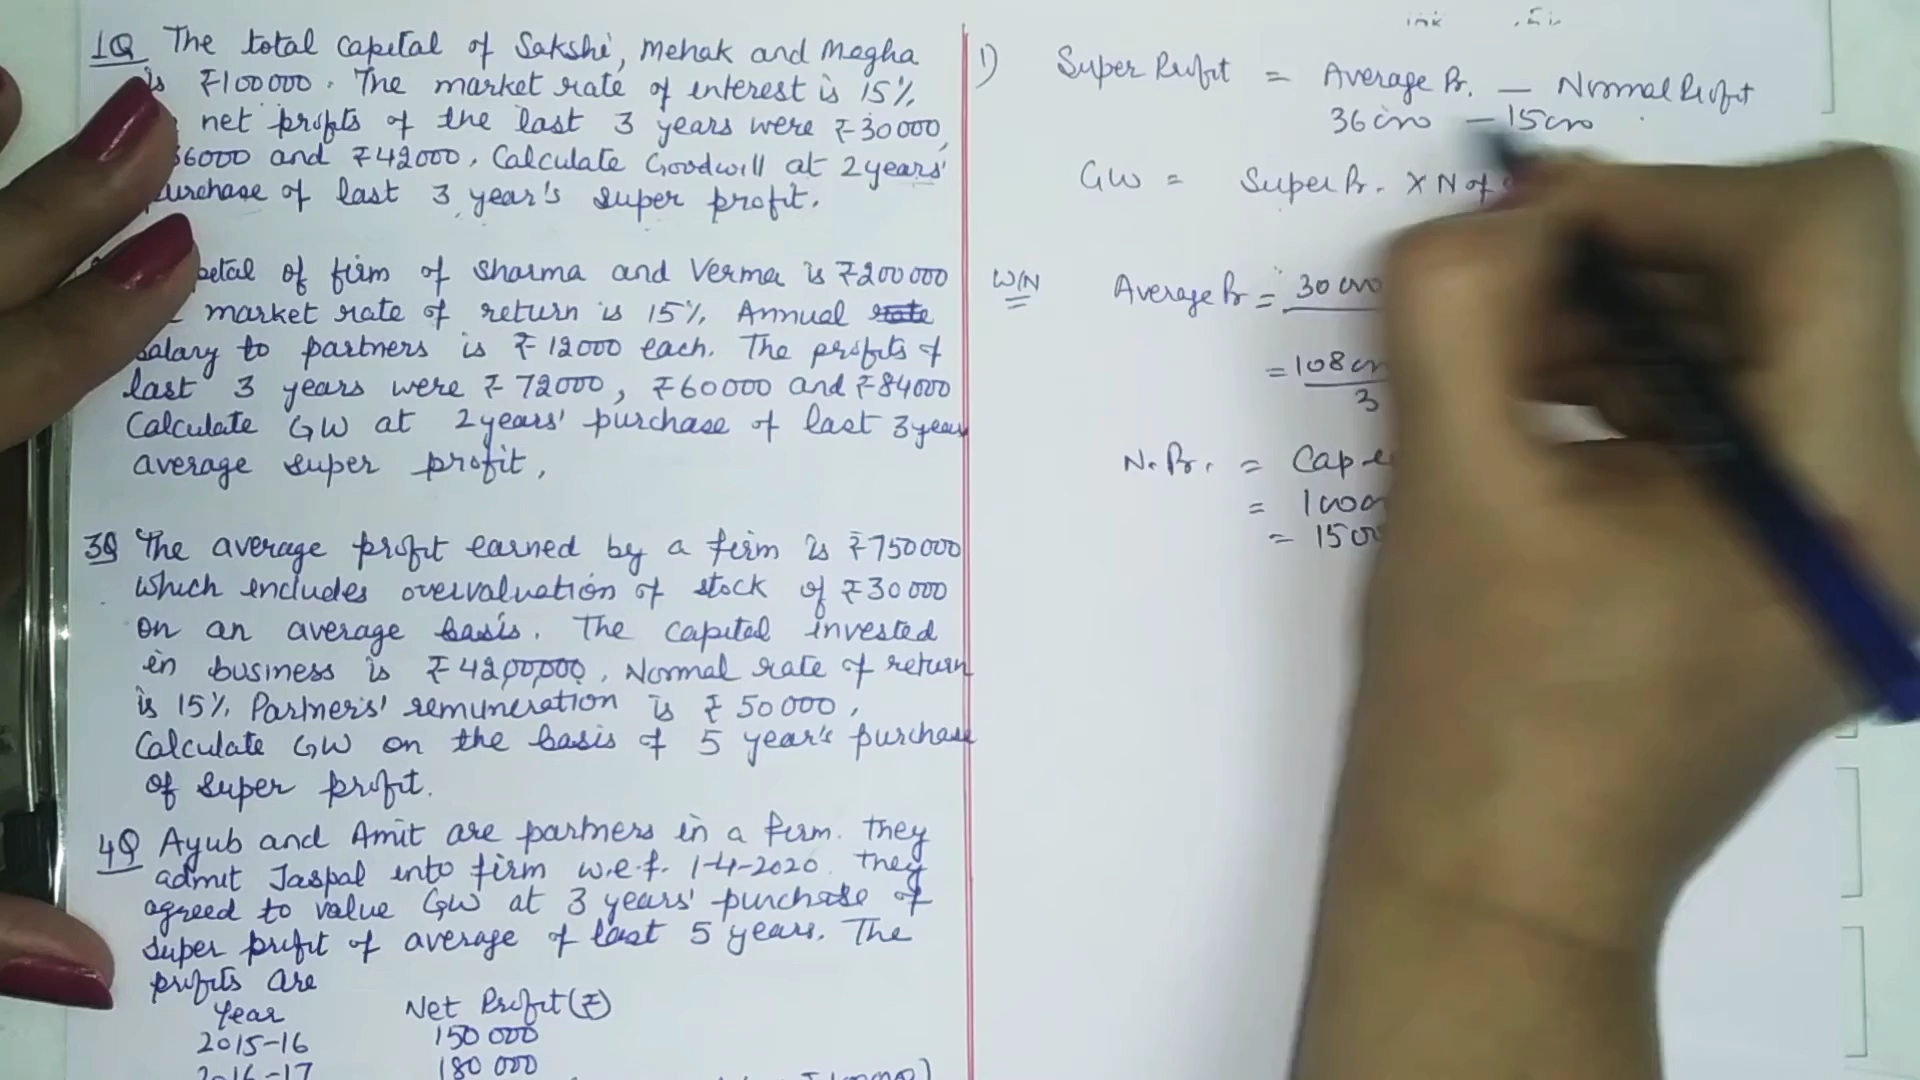 1Q The total capital of Sakshi, Mehak and Megha
is ₹100000. The market rate of interest is 15%
net profits of the last 3 years were ₹30000,
36000 and ₹42000. Calculate Goodwill at 2 years'
purchase of last 3 year's super profit.
of firm of Sharma and Verma is ₹200000
market rate of return is 15%. Annual
salary to partners is ₹12000 each. The profits of
last 3 years were ₹72000, ₹60000 and ₹84000
Calculate GW at 2 years' purchase of last 3 year
average super profit.
3Q The average profit earned by a firm is ₹750000
which includes overvaluation of stock of ₹30000
on an average basis. The capital invested
in business is ₹4200,000. Normal rate of return
is 15%. Partners' remuneration is ₹50000.
Calculate GW on the basis of 5 year's purchase
of super profit.
4Q Ayub and Amit are partners in a firm. They
admit Jaspal into firm w.e.f. 1-4-2020. They
agreed to value GW at 3 years' purchase of
super profit of average of last 5 years. The
profits are
Year Net Profit (₹)
2015-16 150000
2016-17 180000
1) Super Profit = Average Pr. - Normal Profit
36000 - 15000
GW = Super Pr. X N of
W/N Average Pr = 30000
= 108
3
N. Pr. = Cap
= 1000
= 1500